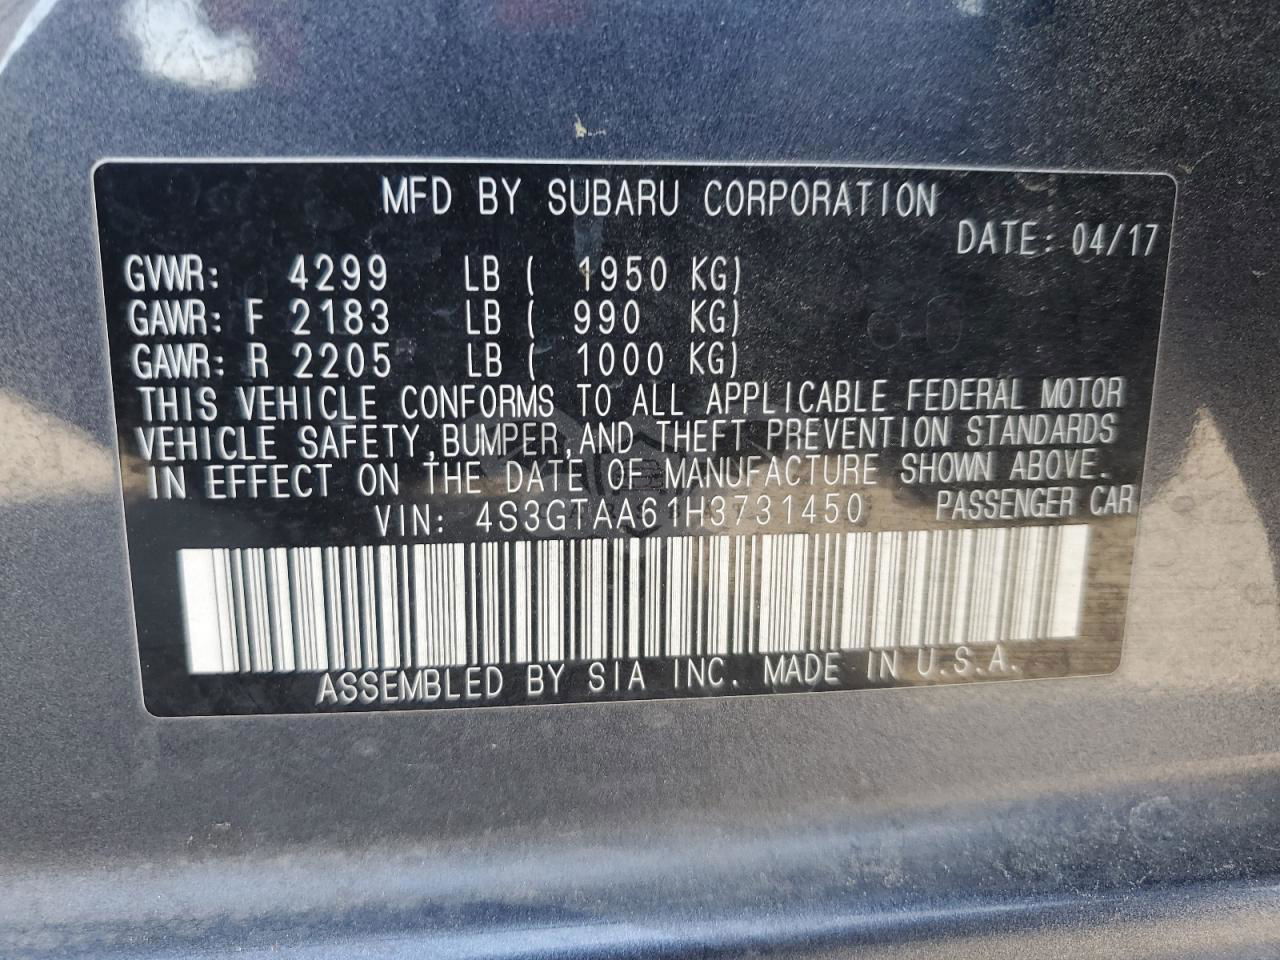 MFD BY SUBARU CORPORATION
DATE: 04/17
GVWR: 4299 LB ( 1950 KG)
GAWR: F 2183 LB ( 990 KG)
GAWR: R 2205 LB ( 1000 KG)
THIS VEHICLE CONFORMS TO ALL APPLICABLE FEDERAL MOTOR
VEHICLE SAFETY,BUMPER,AND THEFT PREVENTION STANDARDS
IN EFFECT ON THE DATE OF MANUFACTURE SHOWN ABOVE.
VIN: 4S3GTAA61H3731450 PASSENGER CAR
ASSEMBLED BY SIA INC. MADE IN U.S.A.